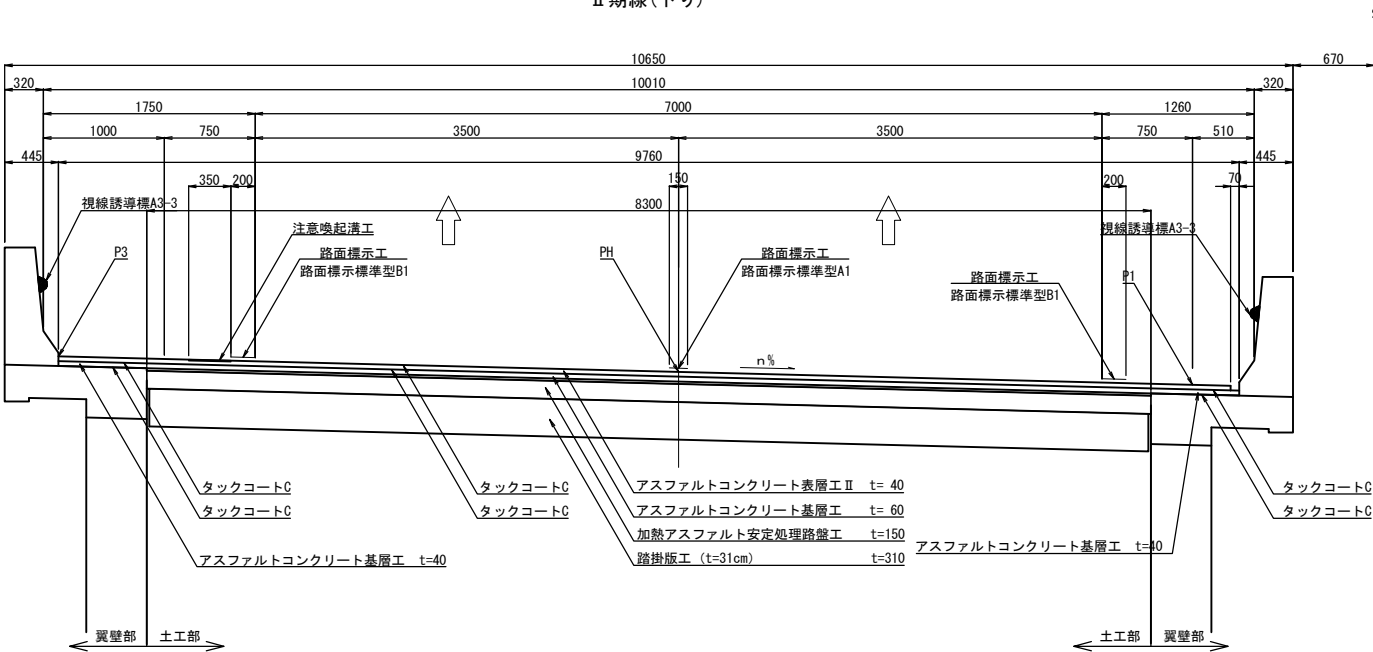 Ⅱ期線(下り)
10650
670
320
10010
320
1750
7000
1260
1000
750
3500
3500
750
510
445
9760
445
350
200
150
200
70
視線誘導標A3-3
8300
注意喚起溝工
視線誘導標A3-3
P3
路面標示工
路面標示標準型B1
PH
路面標示工
路面標示標準型A1
路面標示工
路面標示標準型B1
P1
n%
タックコートC
タックコートC
タックコートC
タックコートC
アスファルトコンクリート表層工Ⅱ t= 40
アスファルトコンクリート基層工 t= 60
加熱アスファルト安定処理路盤工 t=150
踏掛版工 (t=31cm) t=310
タックコートC
タックコートC
アスファルトコンクリート基層工 t=40
アスファルトコンクリート基層工 t=40
翼壁部 土工部
土工部 翼壁部